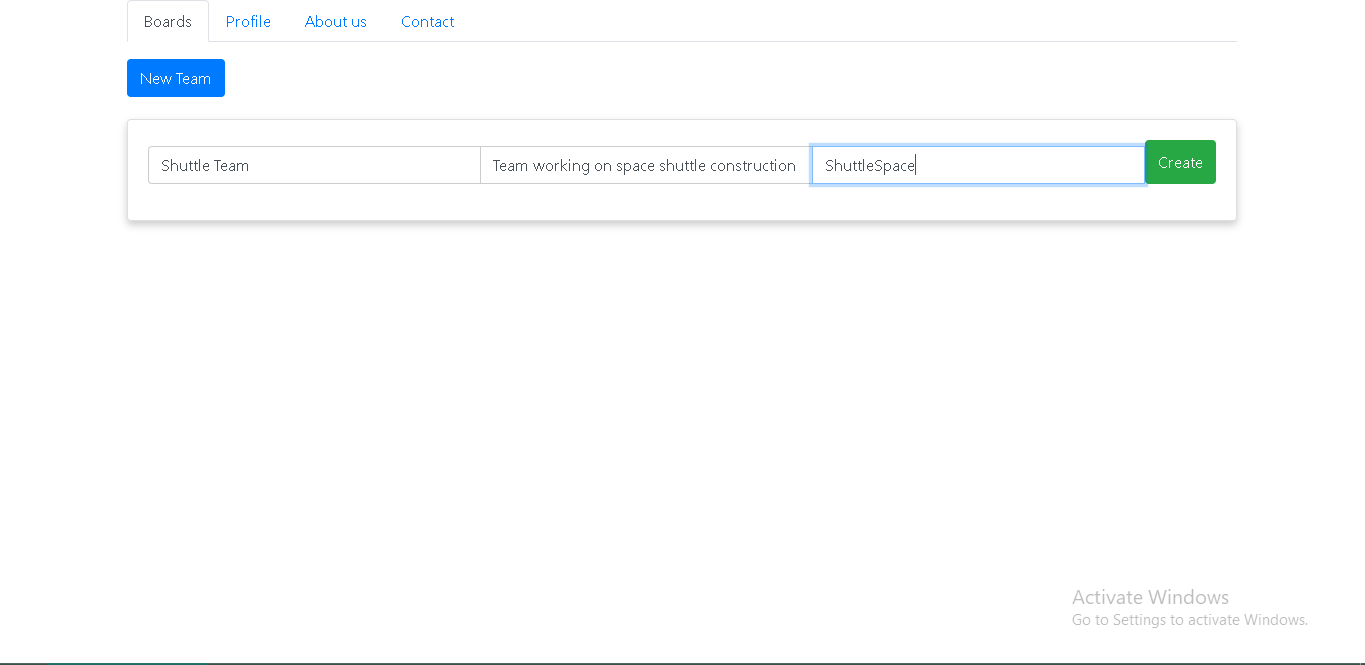 Boards Profile About us Contact
New Team
Shuttle Team Team working on space shuttle construction ShuttleSpace Create
Activate Windows
Go to Settings to activate Windows.